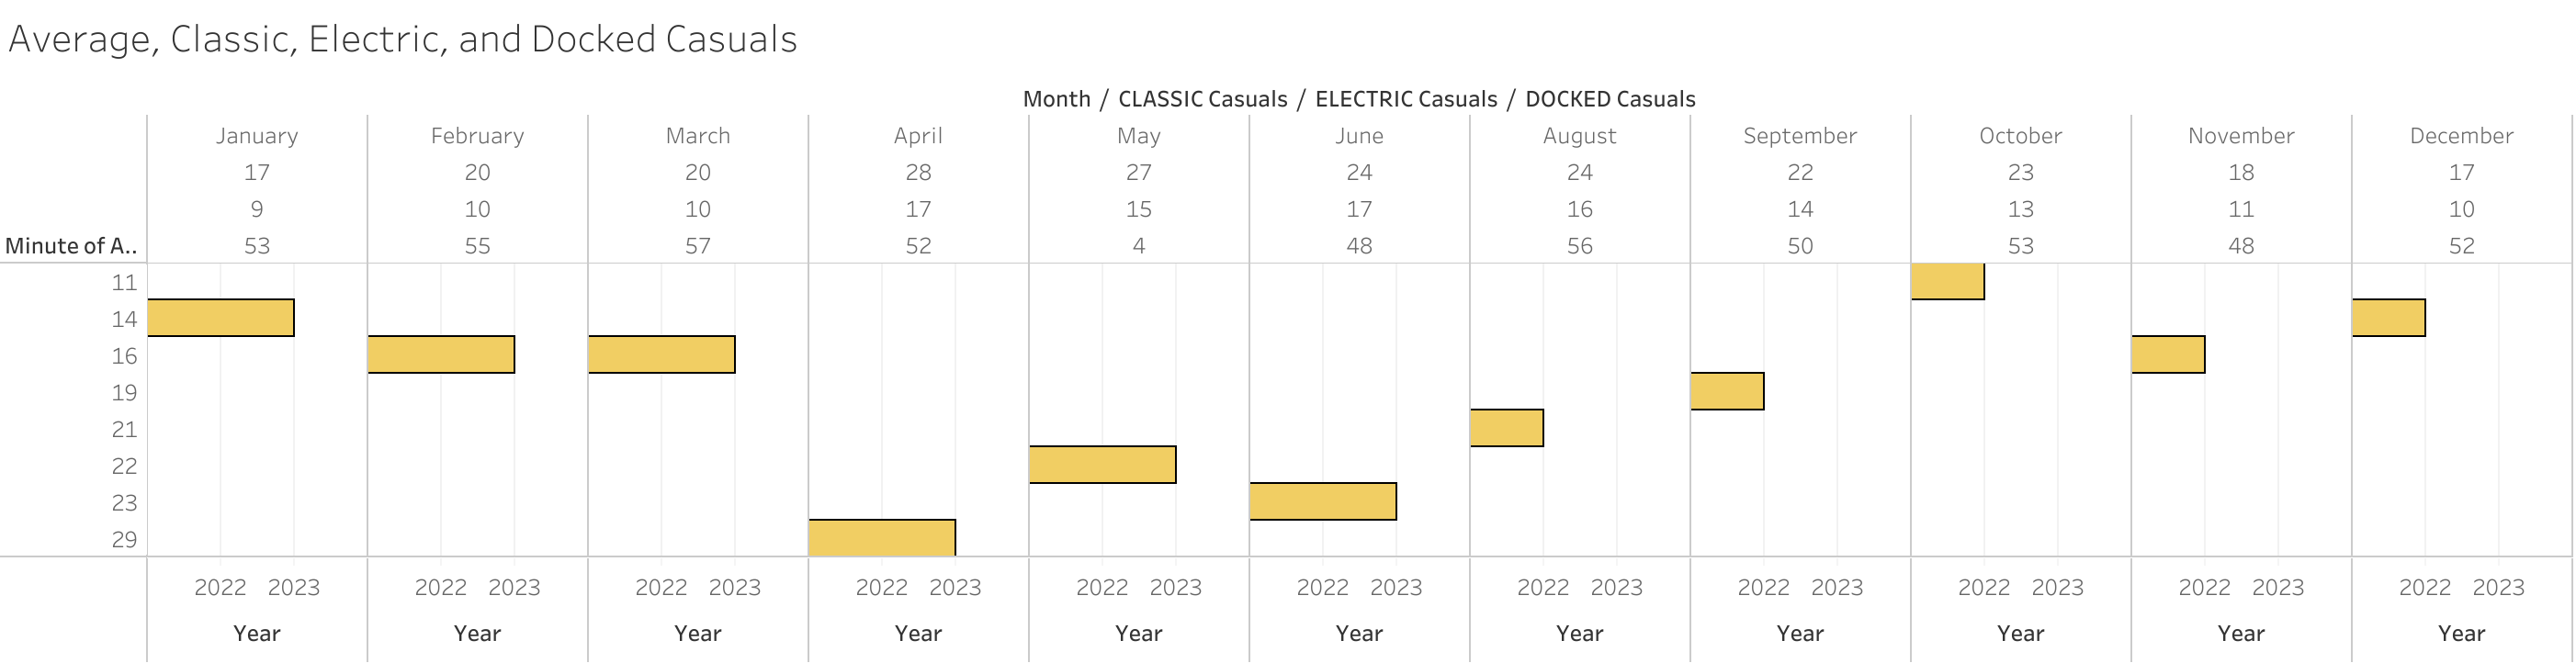 Average, Classic, Electric, and Docked Casuals
Month / CLASSIC Casuals / ELECTRIC Casuals / DOCKED Casuals
January February March April May June August September October November December
17 20 20 28 27 24 24 22 23 18 17
9 10 10 17 15 17 16 14 13 11 10
Minute of A.. 53 55 57 52 4 48 56 50 53 48 52
11
14
16
19
21
22
23
29
2022 2023 2022 2023 2022 2023 2022 2023 2022 2023 2022 2023 2022 2023 2022 2023 2022 2023 2022 2023 2022 2023
Year Year Year Year Year Year Year Year Year Year Year